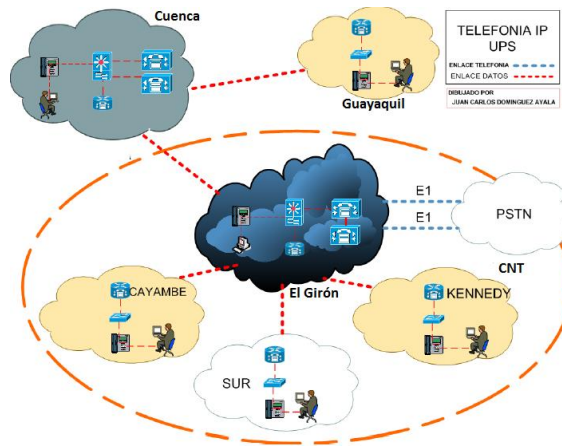 Cuenca
TELEFONIA IP
UPS
ENLACE TELEFONIA
ENLACE DATOS
DIBUJADO POR
JUAN CARLOS DOMINGUEZ AYALA
Guayaquil
E1
E1
PSTN
CNT
El Girón
CAYAMBE
KENNEDY
SUR